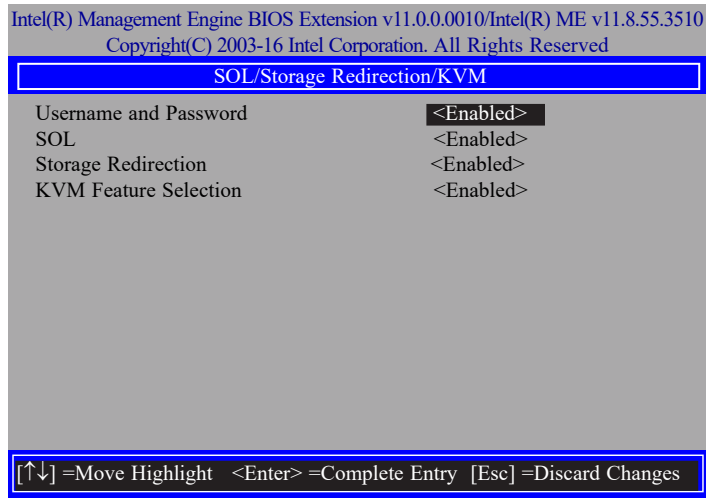 Intel(R) Management Engine BIOS Extension v11.0.0.0010/Intel(R) ME v11.8.55.3510
Copyright(C) 2003-16 Intel Corporation. All Rights Reserved
SOL/Storage Redirection/KVM
Username and Password <Enabled>
SOL <Enabled>
Storage Redirection <Enabled>
KVM Feature Selection <Enabled>
[↑↓] =Move Highlight <Enter> =Complete Entry [Esc] =Discard Changes